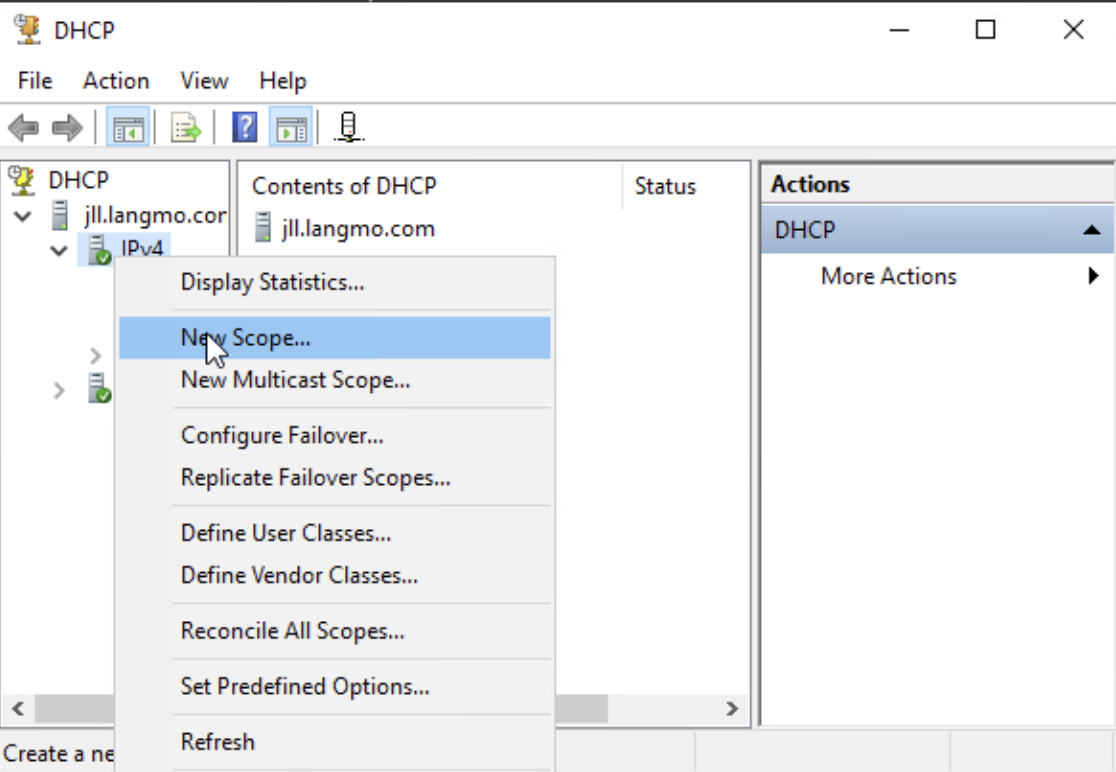 DHCP
File Action View Help
DHCP
jll.langmo.cor
IPv4
Contents of DHCP Status
jll.langmo.com
Actions
DHCP
More Actions
Display Statistics...
New Scope...
New Multicast Scope...
Configure Failover...
Replicate Failover Scopes...
Define User Classes...
Define Vendor Classes...
Reconcile All Scopes...
Set Predefined Options...
Refresh
Create a ne